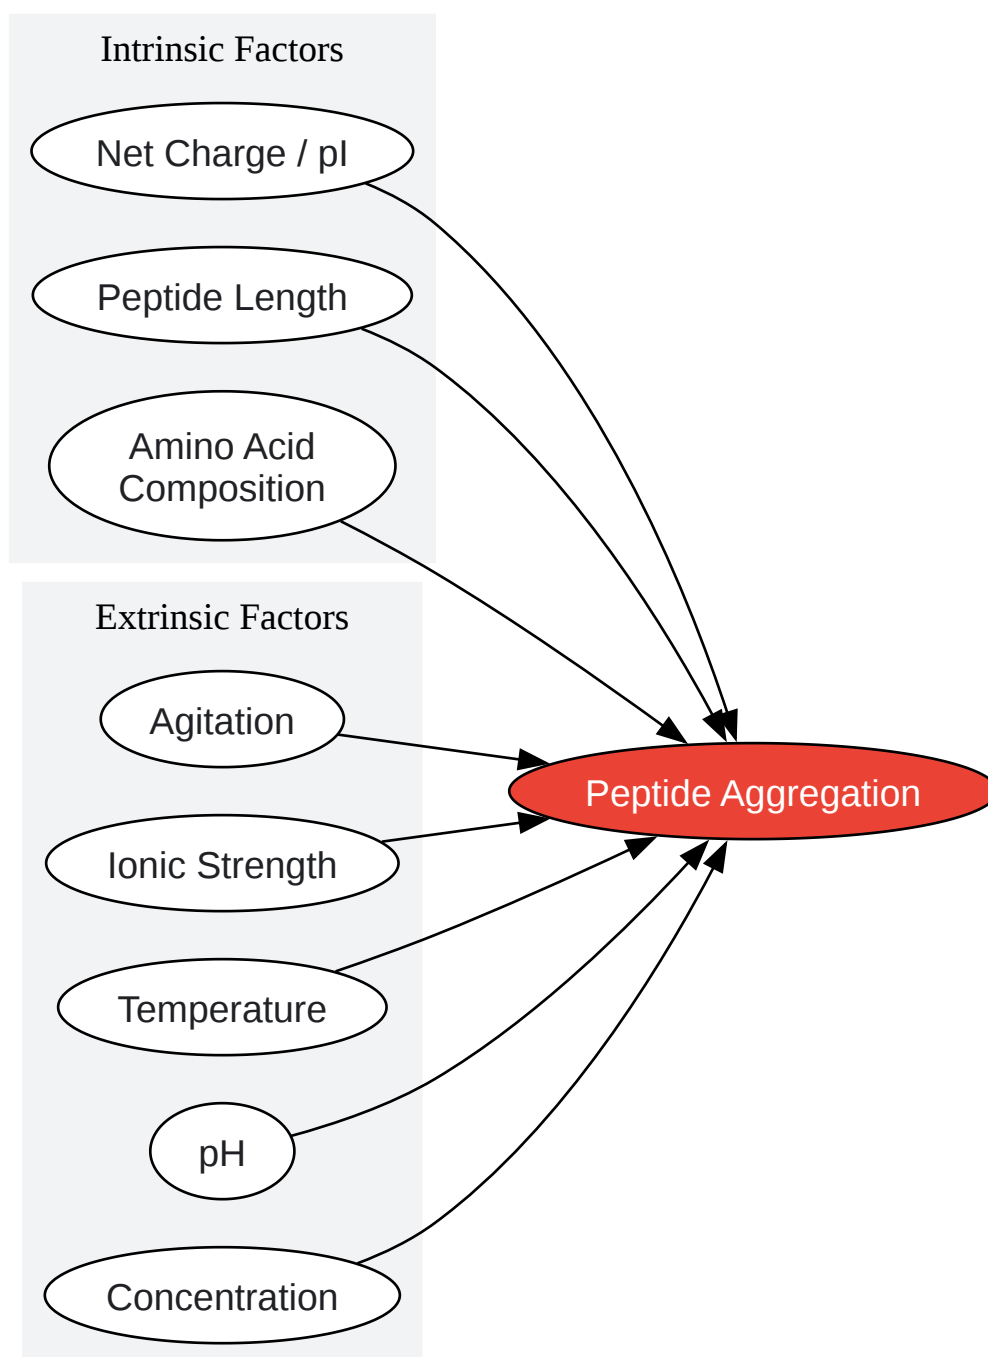 Intrinsic Factors
Net Charge / pI
Peptide Length
Amino Acid
Composition
Extrinsic Factors
Agitation
Ionic Strength
Temperature
pH
Concentration
Peptide Aggregation